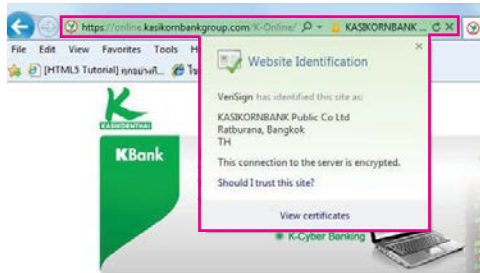 https://online.kasikornbankgroup.com/K-Online/ KASIKORNBANK ...
File Edit View Favorites Tools H
[HTML5 Tutorial]
Website Identification
VeriSign has identified this site as:
KASIKORNBANK Public Co Ltd
Ratburana, Bangkok
TH
This connection to the server is encrypted.
Should I trust this site?
View certificates
KASIKORNTHAI
KBank
K-Cyber Banking